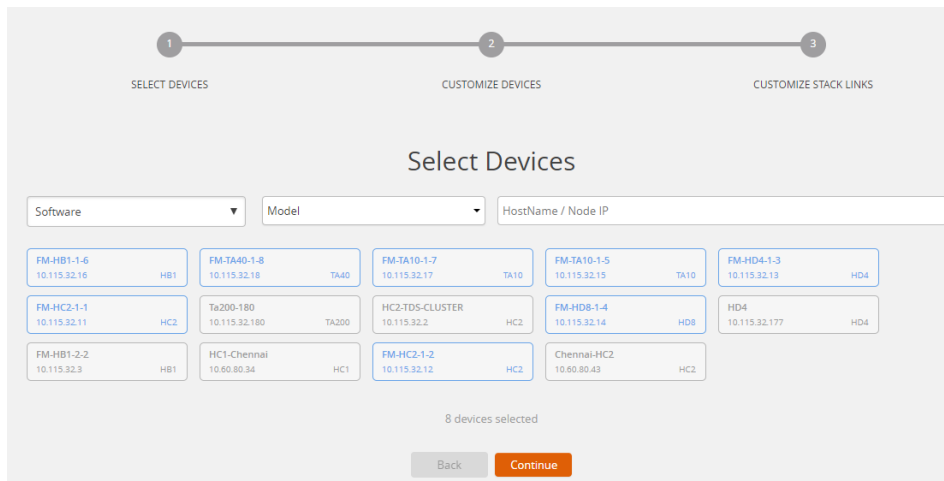 1 2 3
SELECT DEVICES CUSTOMIZE DEVICES CUSTOMIZE STACK LINKS
Select Devices
Software Model HostName / Node IP
FM-HB1-1-6 FM-TA40-1-8 FM-TA10-1-7 FM-TA10-1-5 FM-HD4-1-3
10.115.32.16 HB1 10.115.32.18 TA40 10.115.32.17 TA10 10.115.32.15 TA10 10.115.32.13 HD4
FM-HC2-1-1 Ta200-180 HC2-TDS-CLUSTER FM-HD8-1-4 HD4
10.115.32.11 HC2 10.115.32.180 TA200 10.115.32.2 HC2 10.115.32.14 HD8 10.115.32.177 HD4
FM-HB1-2-2 HC1-Chennai FM-HC2-1-2 Chennai-HC2
10.115.32.3 HB1 10.60.80.34 HC1 10.115.32.12 HC2 10.60.80.43 HC2
8 devices selected
Back Continue